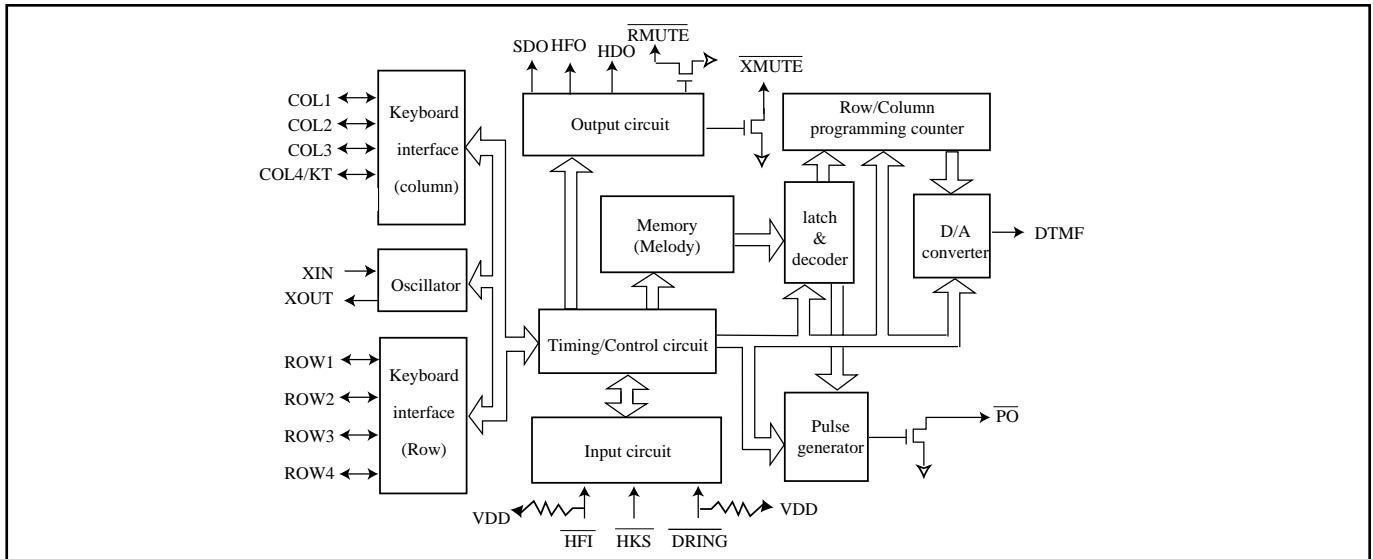 SDO
HFO
HDO
RMUTE
XMUTE
COL1
COL2
COL3
COL4/KT
Keyboard
interface
(column)
Output circuit
Row/Column
programming counter
Memory
(Melody)
latch
&
decoder
D/A
converter
DTMF
XIN
XOUT
Oscillator
Timing/Control circuit
ROW1
ROW2
ROW3
ROW4
Keyboard
interface
(Row)
Input circuit
Pulse
generator
PO
VDD
HFI
HKS
DRING
VDD